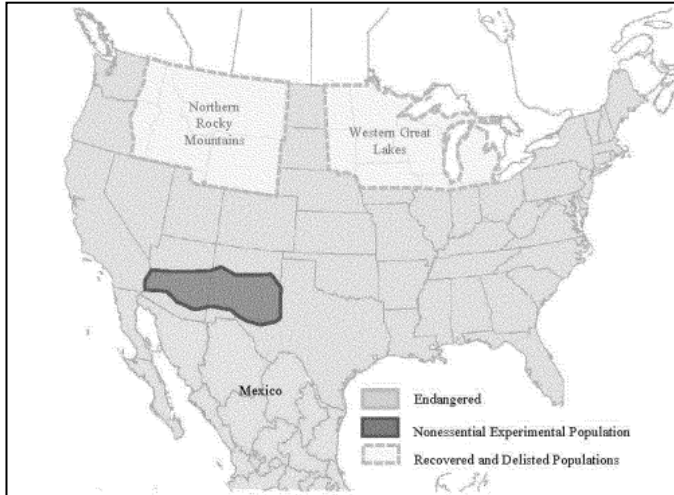 Northern
Rocky
Mountains
Western Great
Lakes
Mexico
Endangered
Nonessential Experimental Population
Recovered and Delisted Populations